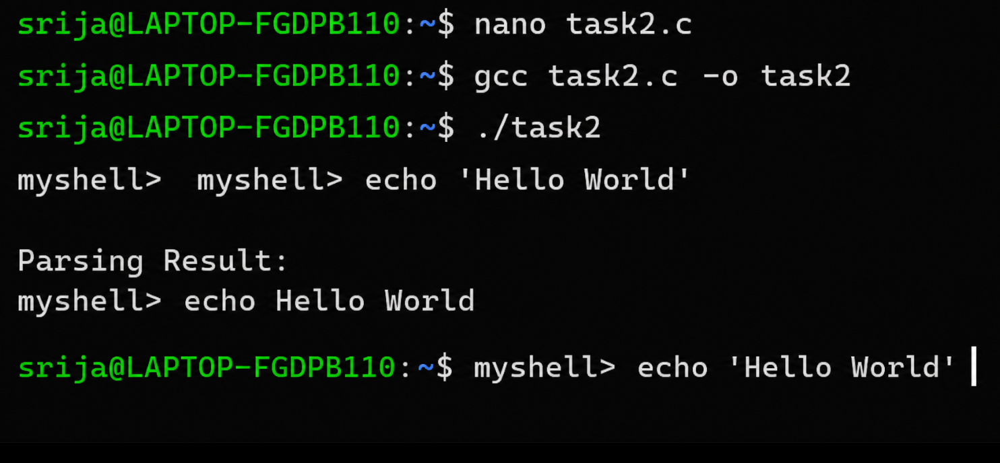 srija@LAPTOP-FGDPB110:~$ nano task2.c
srija@LAPTOP-FGDPB110:~$ gcc task2.c -o task2
srija@LAPTOP-FGDPB110:~$ ./task2
myshell>  myshell> echo 'Hello World'
Parsing Result:
myshell> echo Hello World
srija@LAPTOP-FGDPB110:~$ myshell> echo 'Hello World'